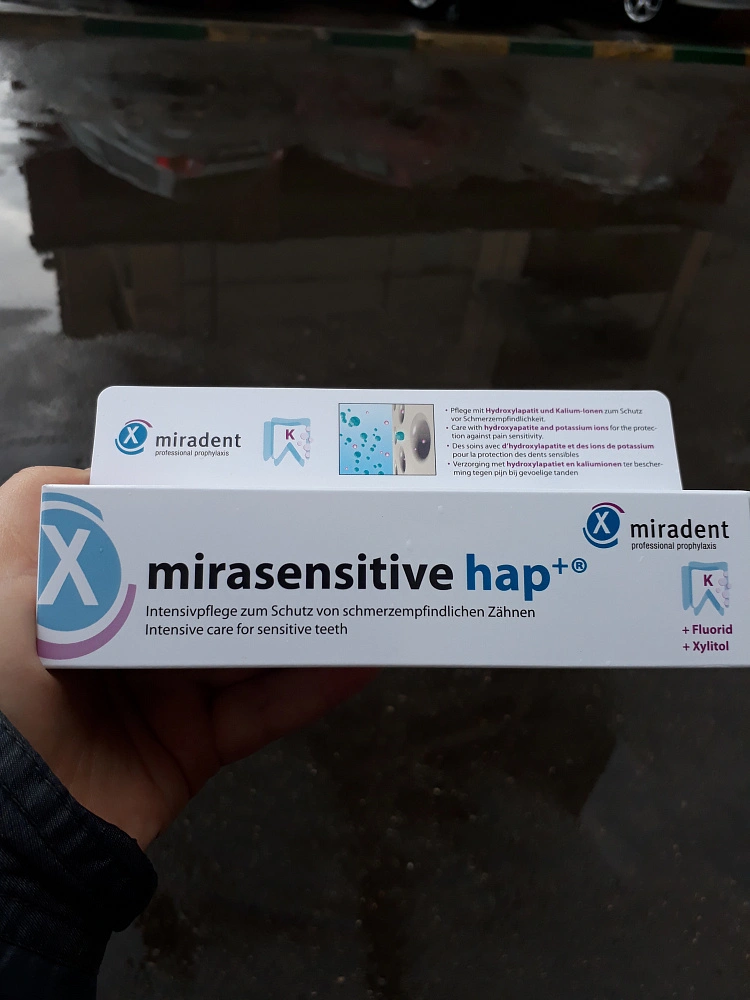 X
miradent
professional prophylaxis
K
• Pflege mit Hydroxylapatit und Kalium-Ionen zum Schutz
vor Schmerzempfindlichkeit.
• Care with hydroxyapatite and potassium ions for the protec-
tion against pain sensitivity.
• Des soins avec d'hydroxylapatite et des ions de potassium
pour la protection des dents sensibles
• Verzorging met hydroxylapatiet en kaliumionen ter bescher-
ming tegen pijn bij gevoelige tanden
X
X
miradent
professional prophylaxis
mirasensitive hap+®
Intensivpflege zum Schutz von schmerzempfindlichen Zähnen
Intensive care for sensitive teeth
K
+ Fluorid
+ Xylitol